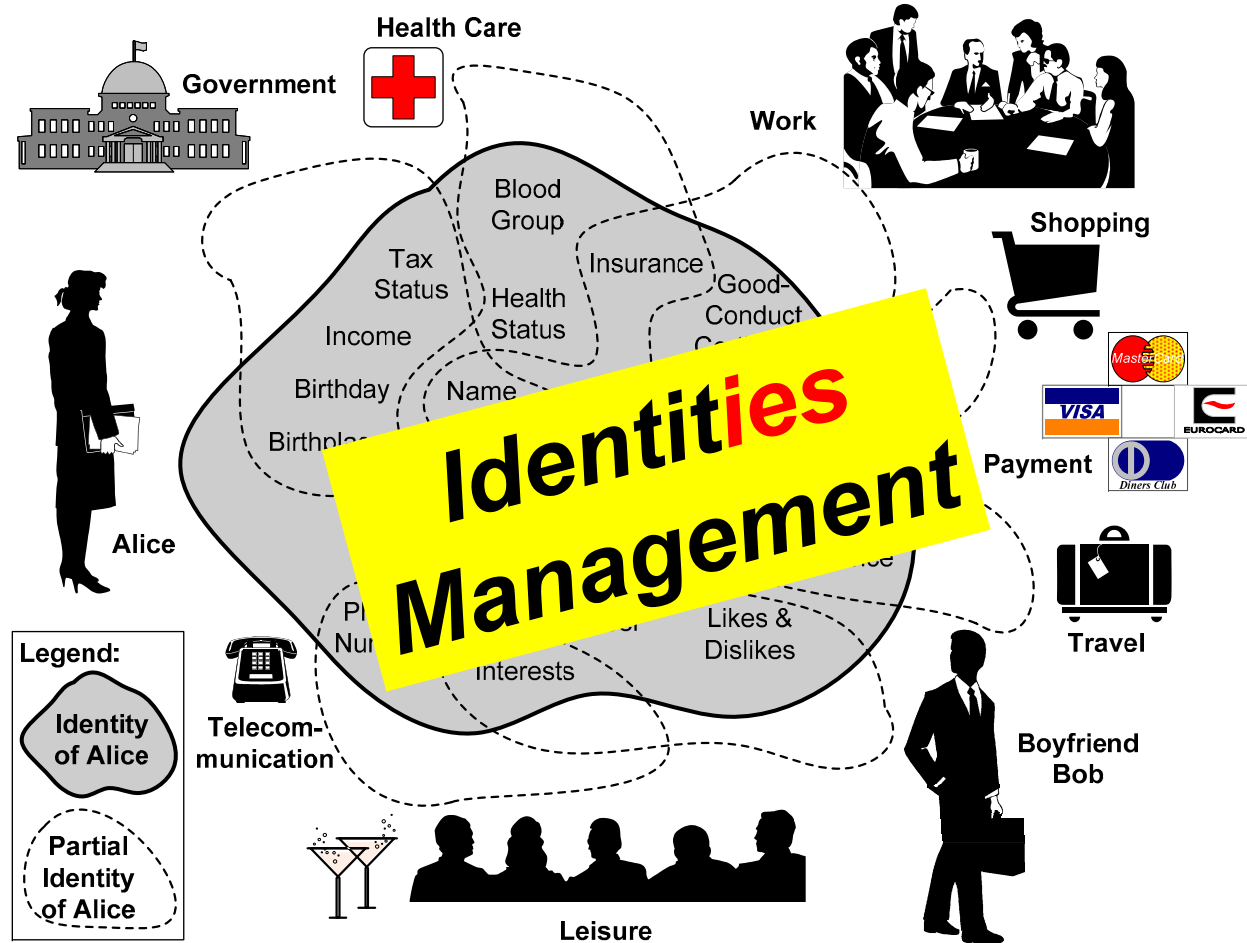 Health Care
Government
Work
Shopping
Blood
Group
Tax
Status
Insurance
Good-
Conduct
Health
Status
Income
Birthday
Name
MasterCard
VISA
EUROCARD
Diners Club
Payment
Identities
Management
Alice
Likes &
Dislikes
Interests
Travel
Telecom-
munication
Boyfriend
Bob
Leisure
Legend:
Identity
of Alice
Partial
Identity
of Alice